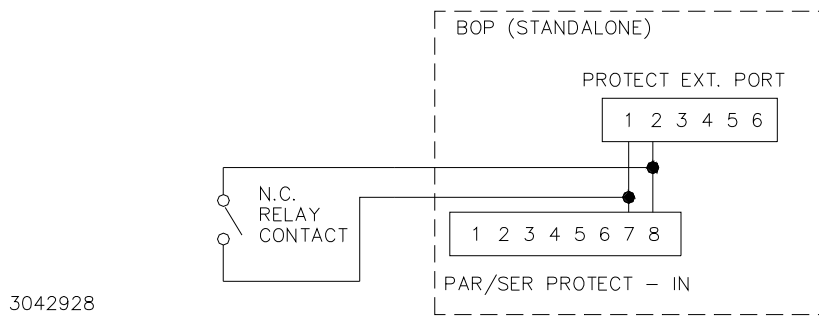 BOP (STANDALONE)
PROTECT EXT. PORT
1 2 3 4 5 6
N.C.
RELAY
CONTACT
1 2 3 4 5 6 7 8
PAR/SER PROTECT – IN
3042928